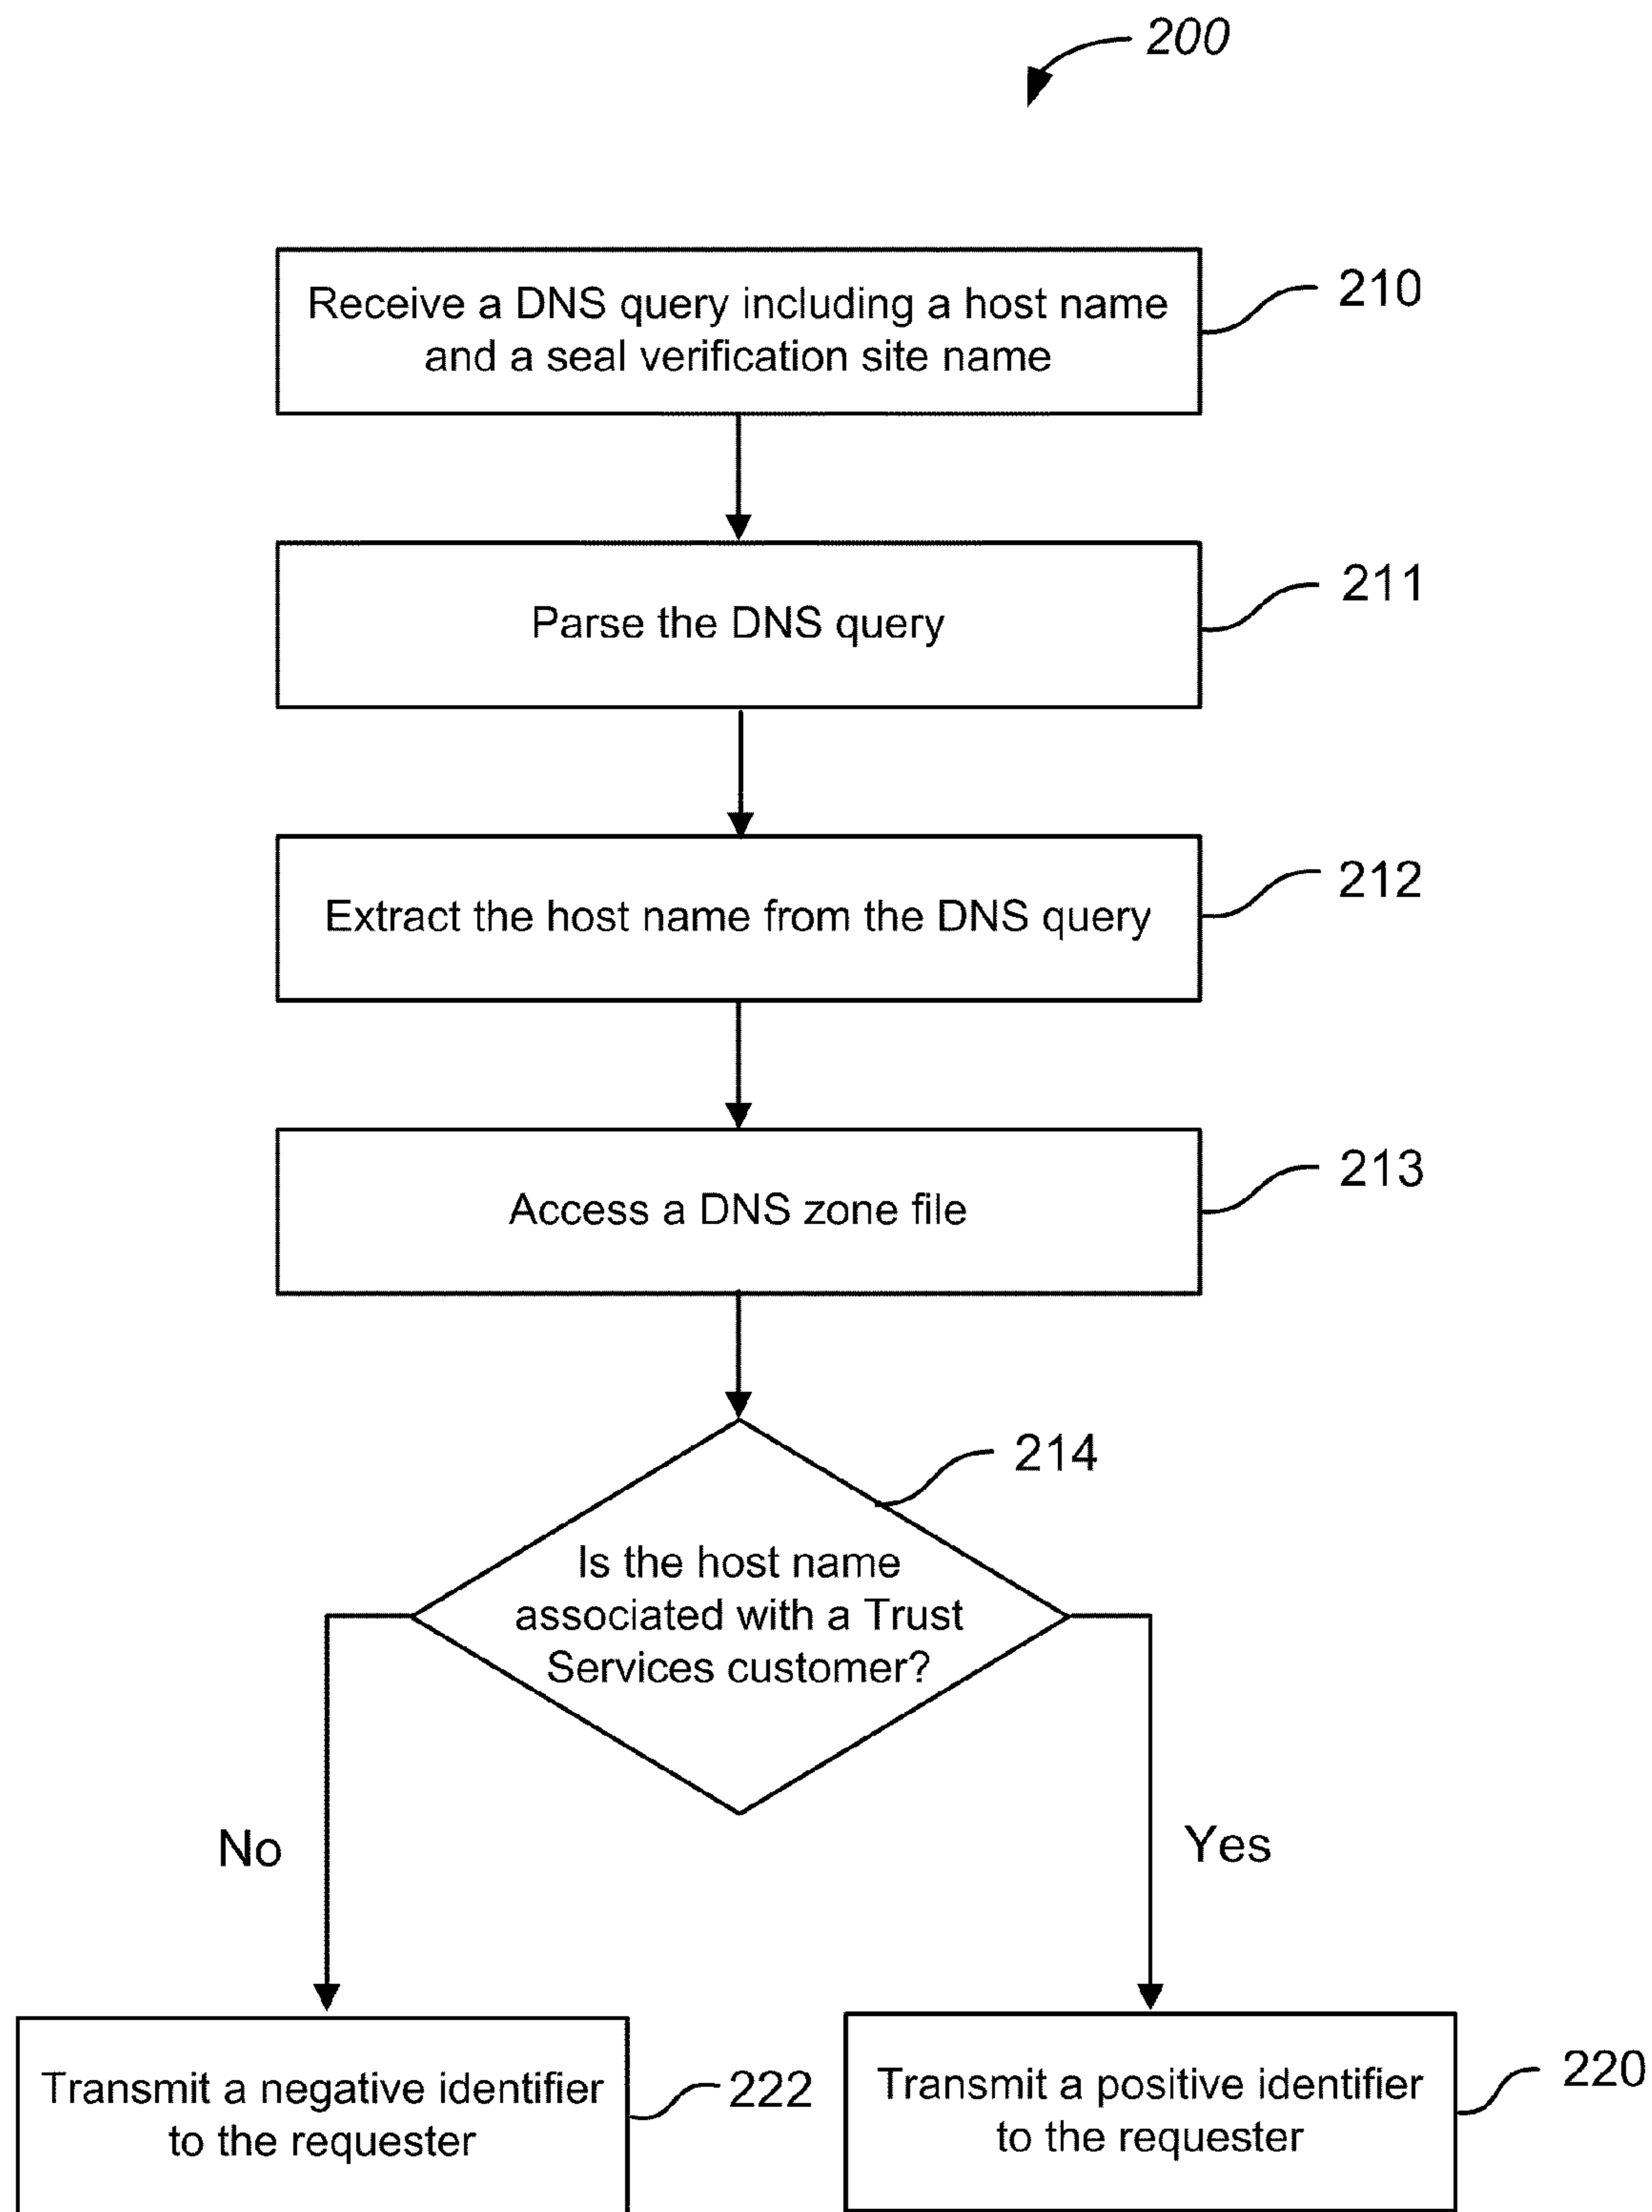 200
Receive a DNS query including a host name
and a seal verification site name
210
Parse the DNS query
211
Extract the host name from the DNS query
212
Access a DNS zone file
213
214
Is the host name
associated with a Trust
Services customer?
No
Yes
Transmit a negative identifier
to the requester
222
Transmit a positive identifier
to the requester
220